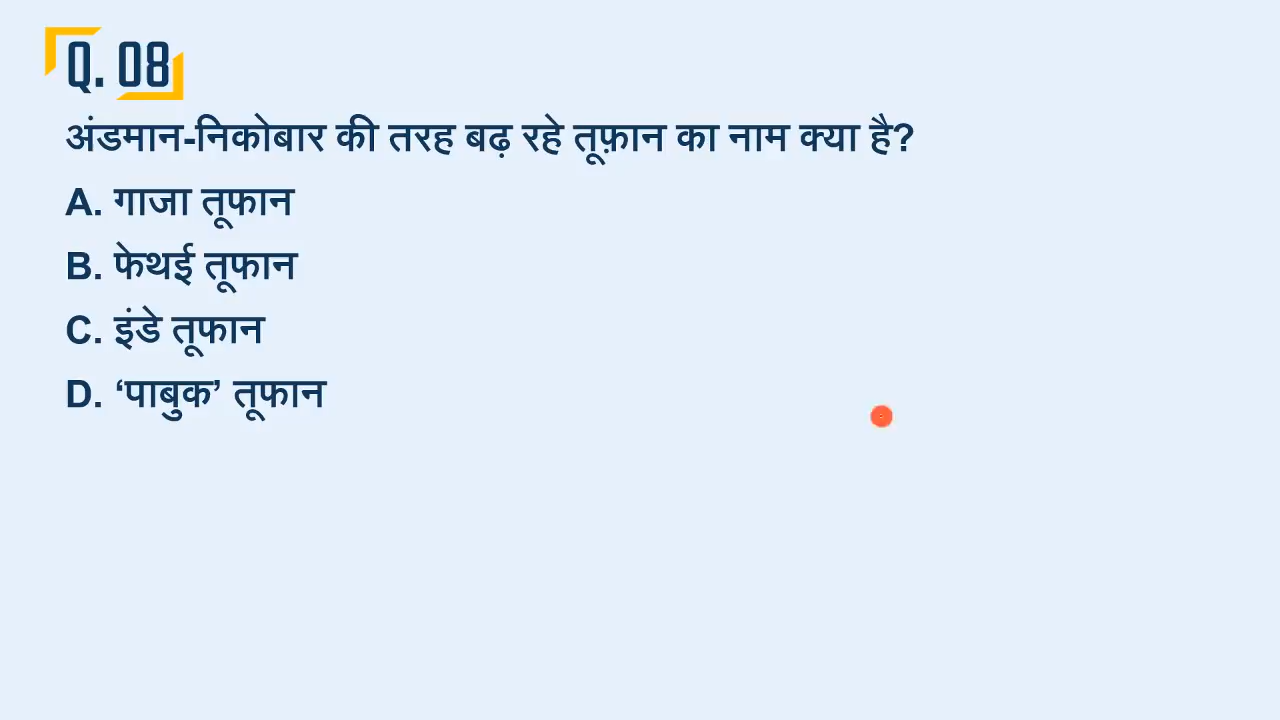 Q. 08
अंडमान-निकोबार की तरह बढ़ रहे तूफ़ान का नाम क्या है?
A. गाजा तूफान
B. फेथई तूफान
C. इंडे तूफान
D. ‘पाबुक’ तूफान